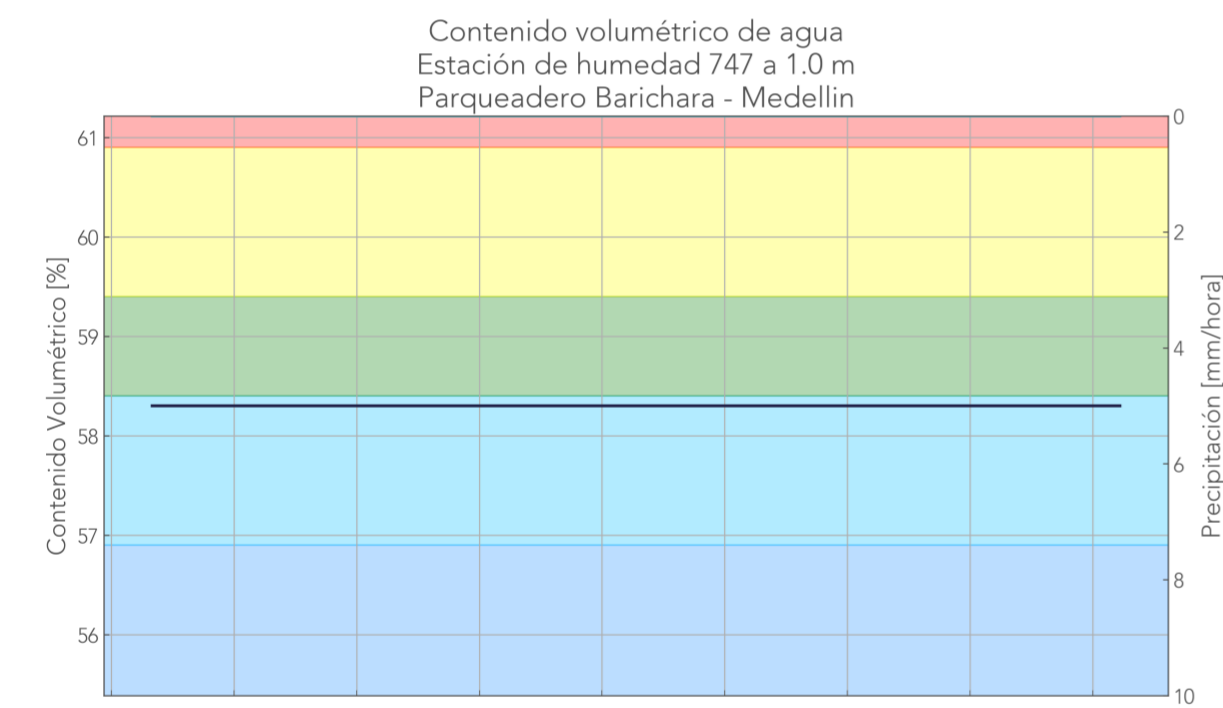 Contenido volumétrico de agua
Estación de humedad 747 a 1.0 m
Parqueadero Barichara - Medellin
Contenido Volumétrico [%]
61
60
59
58
57
56
0
2
4
6
8
10
Precipitación [mm/hora]